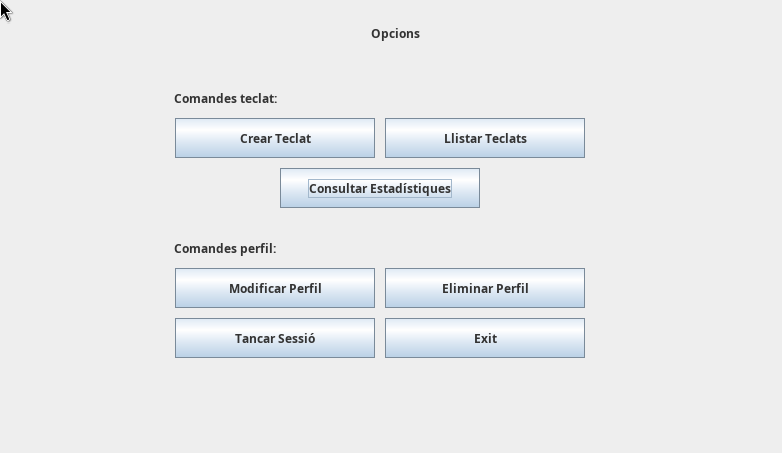 Opcions
Comandes teclat:
Crear Teclat
Llistar Teclats
Consultar Estadístiques
Comandes perfil:
Modificar Perfil
Eliminar Perfil
Tancar Sessió
Exit